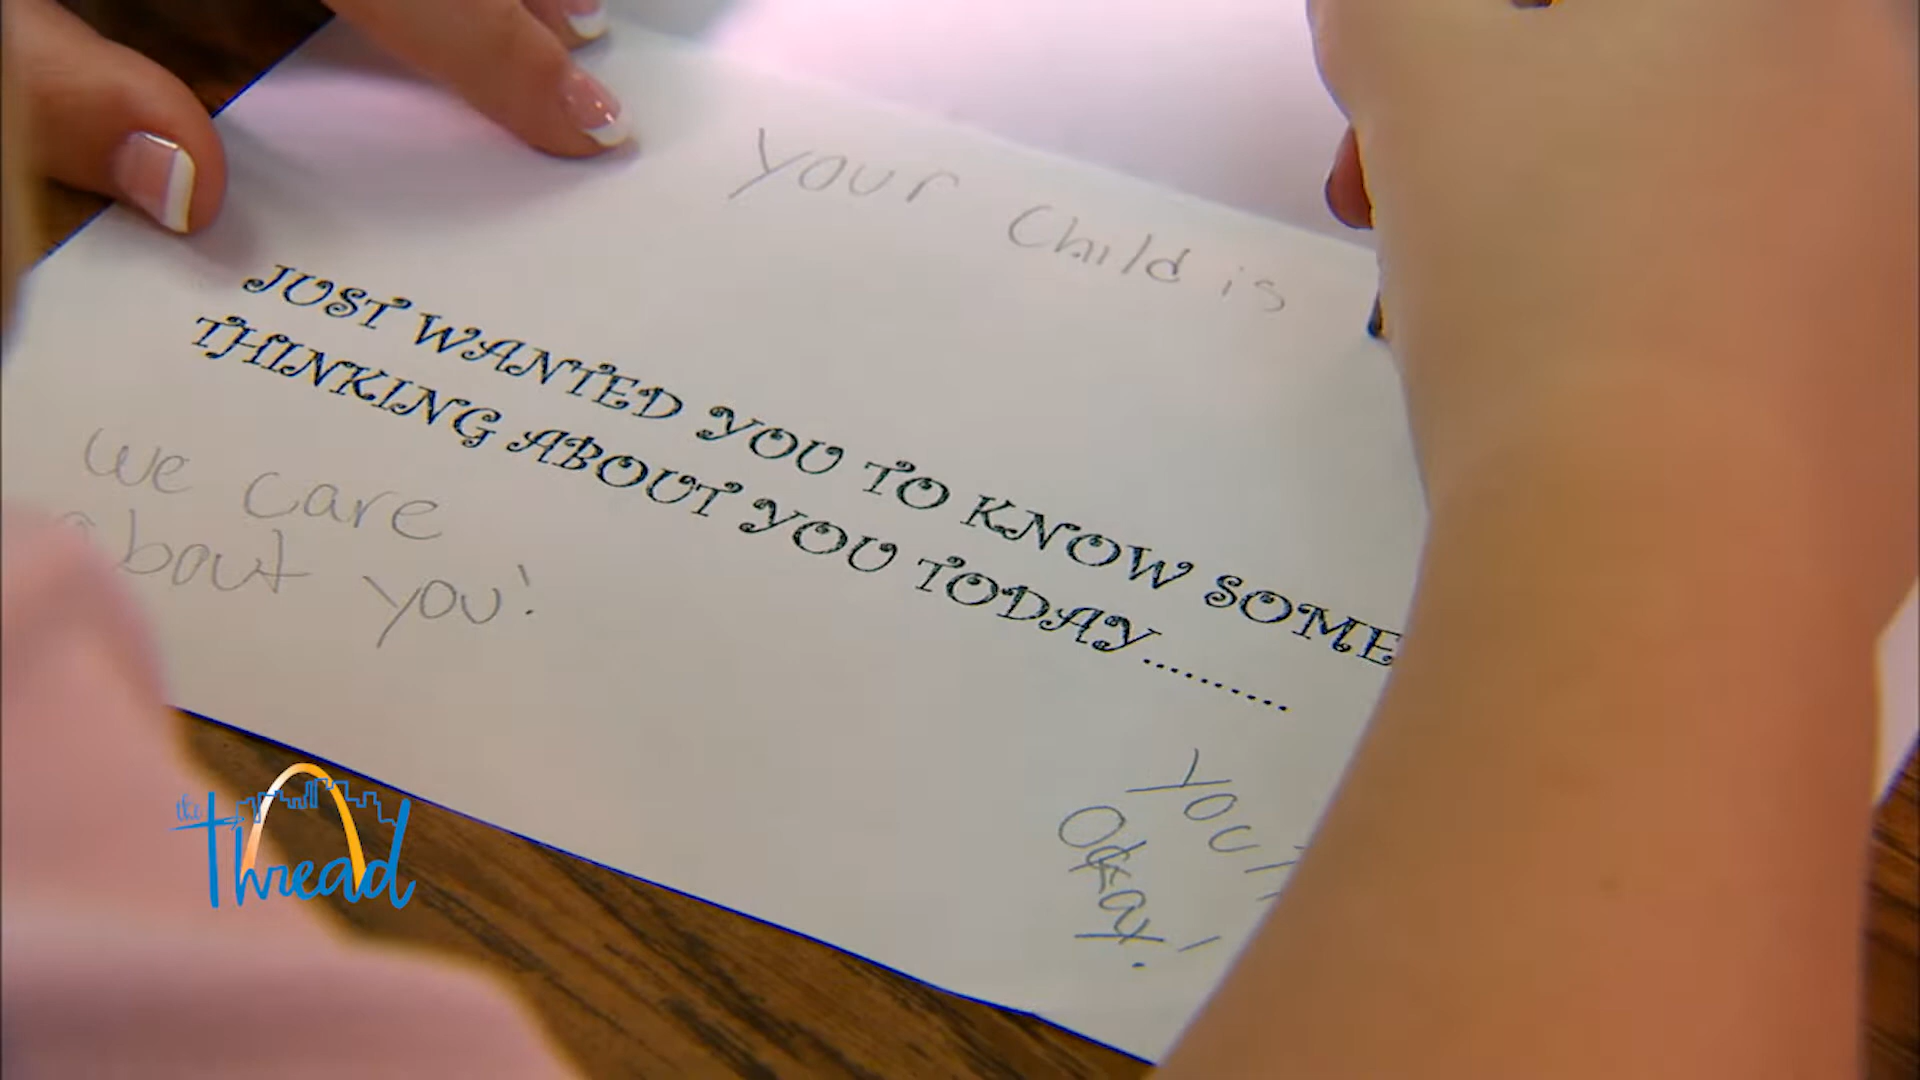 your Child is
JUST WANTED YOU TO KNOW SOME
THINKING ABOUT YOU TODAY.........
we care
about you!
Okay!
the
thread